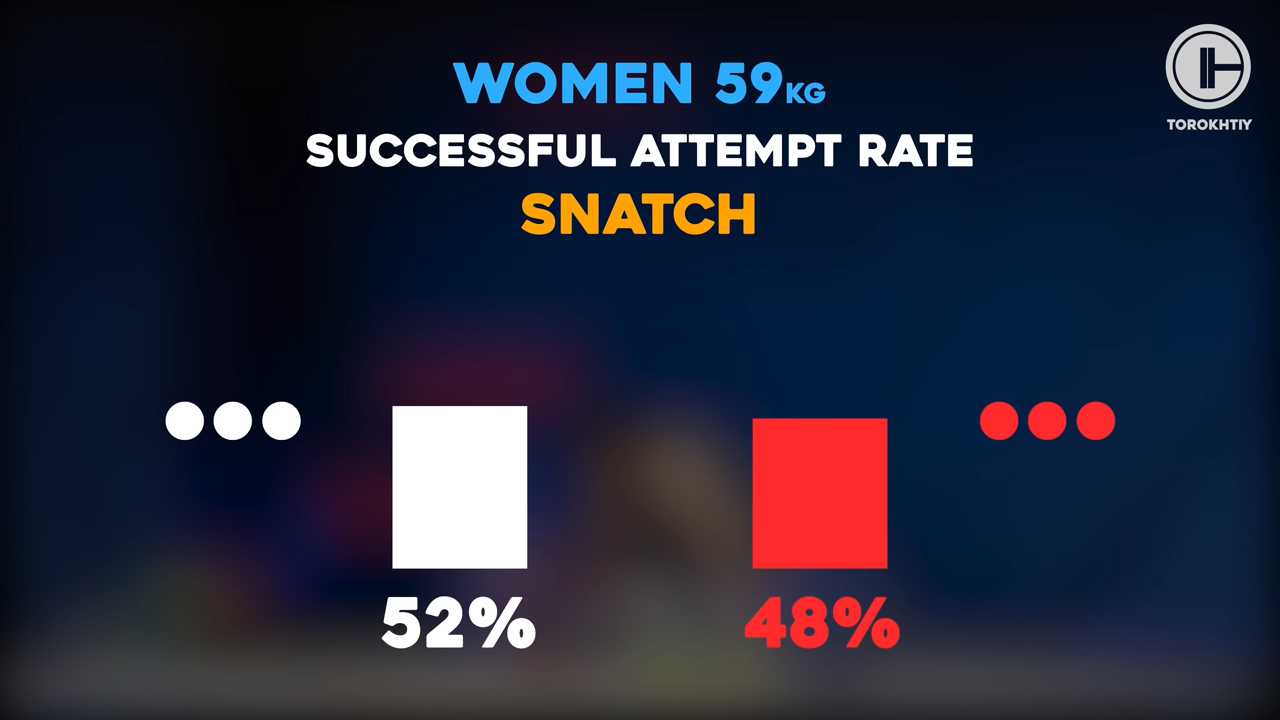 WOMEN 59KG
SUCCESSFUL ATTEMPT RATE
SNATCH
TOROKHTIY
52%
48%